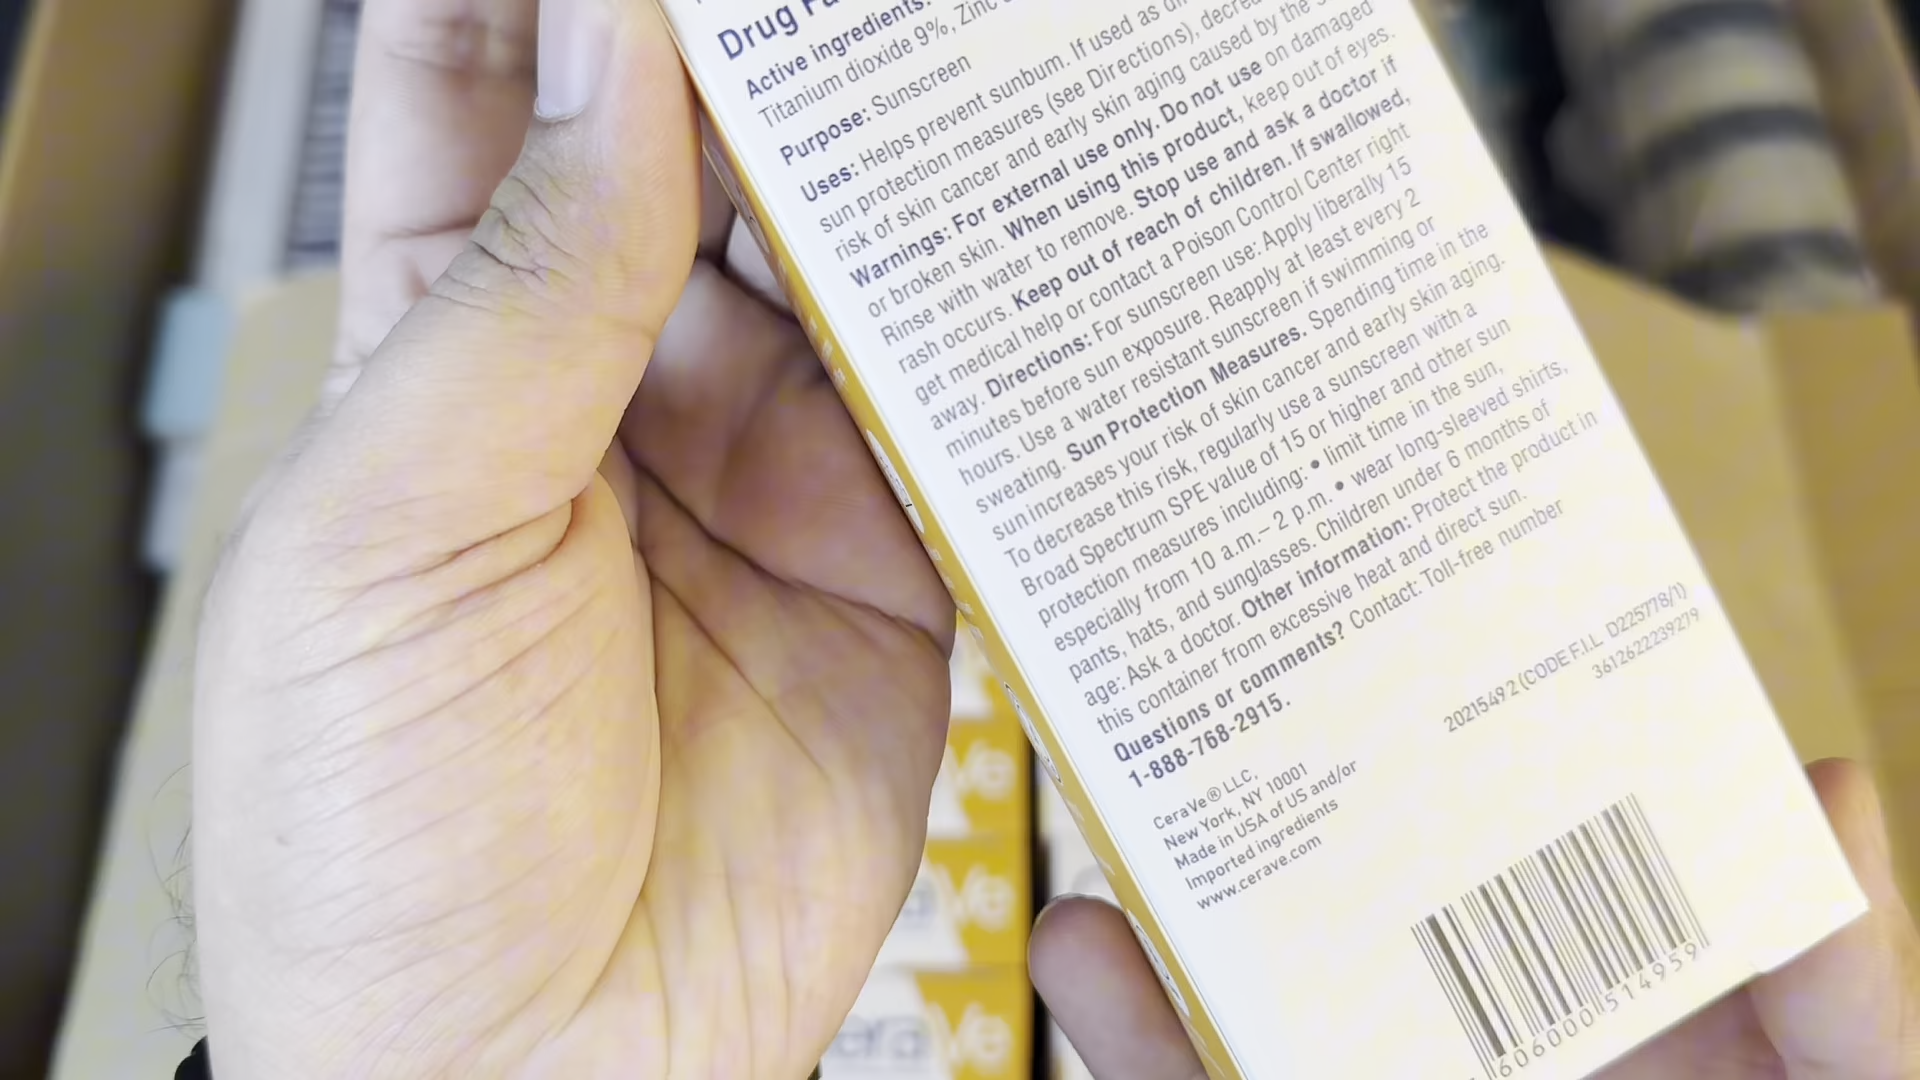 Drug
Active ingredients:
Titanium dioxide 9%, Zinc
Purpose: Sunscreen
Uses: Helps prevent sunburn. If used as
sun protection measures (see Directions),
risk of skin cancer and early skin aging caused by the
Warnings: For external use only. Do not use on damaged
or broken skin. When using this product, keep out of eyes.
Rinse with water to remove. Stop use and ask a doctor if
rash occurs. Keep out of reach of children. If swallowed,
get medical help or contact a Poison Control Center right
away. Directions: For sunscreen use: Apply liberally 15
minutes before sun exposure. Reapply at least every 2
hours. Use a water resistant sunscreen if swimming or
sweating. Sun Protection Measures. Spending time in the
sun increases your risk of skin cancer and early skin aging.
To decrease this risk, regularly use a sunscreen with a
Broad Spectrum SPE value of 15 or higher and other sun
protection measures including: • limit time in the sun,
especially from 10 a.m.– 2 p.m. • wear long-sleeved shirts,
pants, hats, and sunglasses. Children under 6 months of
age: Ask a doctor. Other information: Protect the product in
this container from excessive heat and direct sun.
Questions or comments? Contact: Toll-free number
1-888-768-2915.
20215492 (CODE F.I.L. D225778/1)
3612622239279
CeraVe® LLC,
New York, NY 10001
Made in USA of US and/or
Imported ingredients
www.cerave.com
606000 514959
Ve
Ve
eraVe